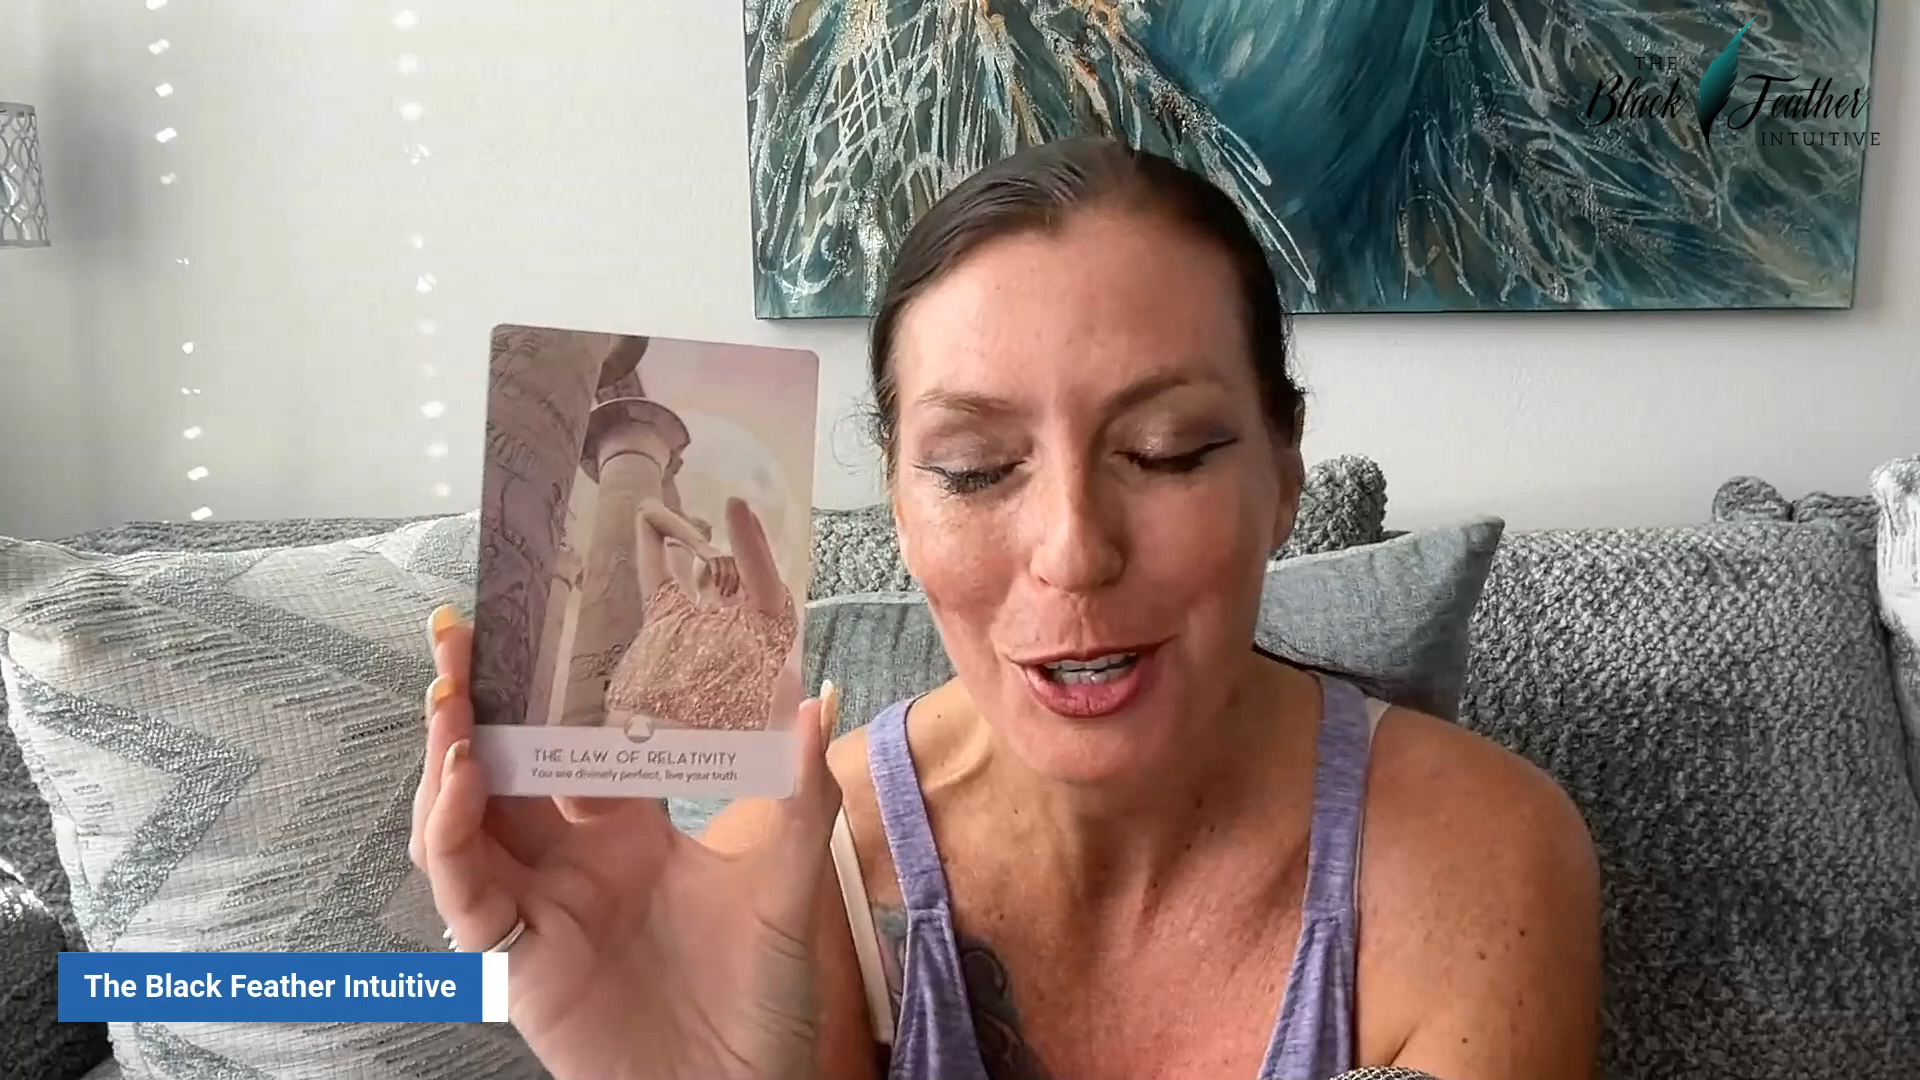 THE
Black Feather
INTUITIVE
THE LAW OF RELATIVITY
You are divinely perfect, live your truth.
The Black Feather Intuitive